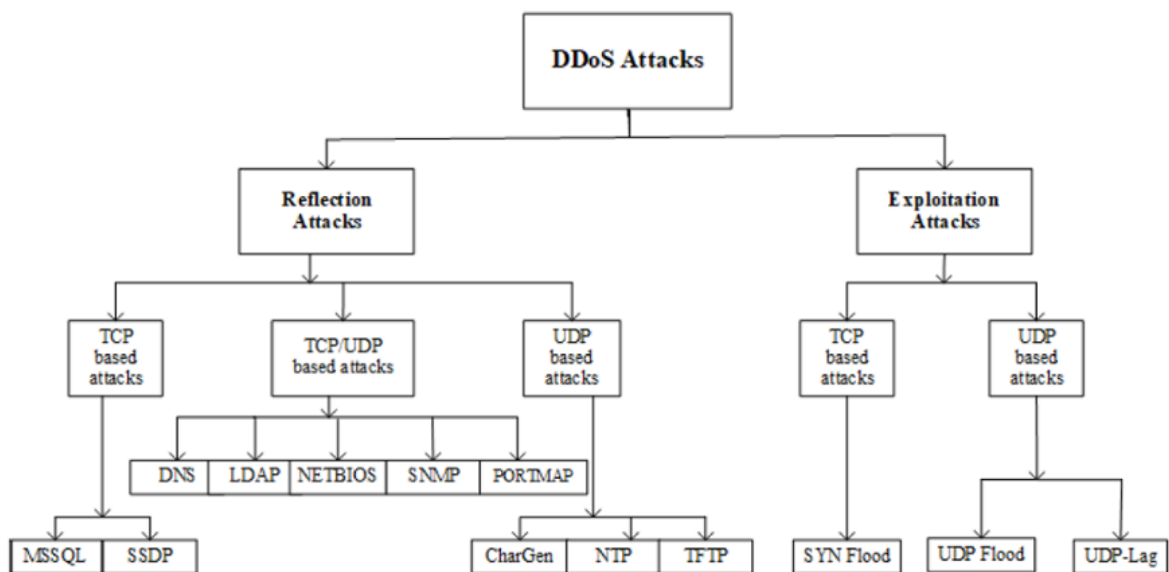 DDoS Attacks
Reflection
Attacks
Exploitation
Attacks
TCP
based
attacks
TCP/UDP
based attacks
UDP
based
attacks
TCP
based
attacks
UDP
based
attacks
DNS
LDAP
NETBIOS
SNMP
PORTMAP
MSSQL
SSDP
CharGen
NTP
TFTP
SYN Flood
UDP Flood
UDP-Lag